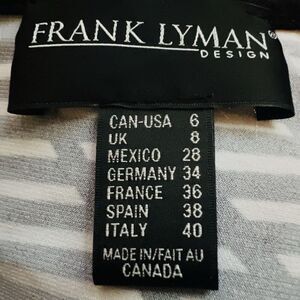 FRANK LYMAN®
DESIGN
CAN-USA 6
UK 8
MEXICO 28
GERMANY 34
FRANCE 36
SPAIN 38
ITALY 40
MADE IN/FAIT AU
CANADA